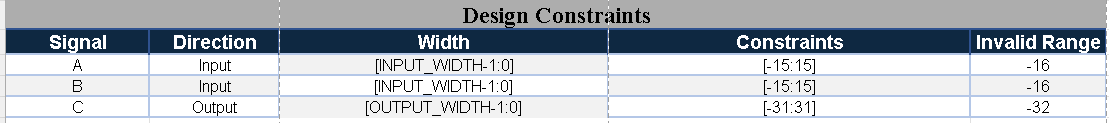 Design Constraints
Signal Direction Width Constraints Invalid Range
A Input [INPUT_WIDTH-1:0] [-15:15] -16
B Input [INPUT_WIDTH-1:0] [-15:15] -16
C Output [OUTPUT_WIDTH-1:0] [-31:31] -32